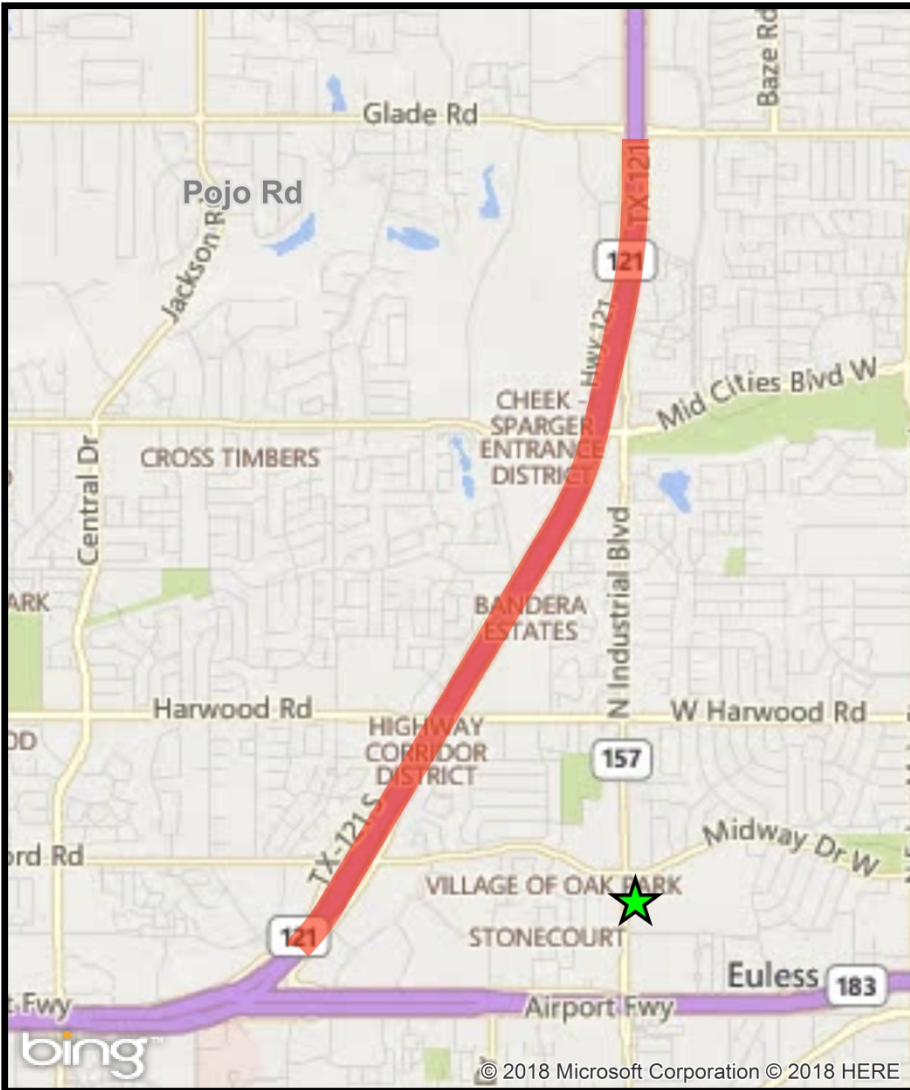 Baze Rd
Glade Rd
TX-121
Pojo Rd
Jackson R
121
Hwy 121
Mid Cities Blvd W
CHEEK -
SPARGER
ENTRANCE
DISTRICT
CROSS TIMBERS
Central Dr
N Industrial Blvd
ARK
BANDERA
ESTATES
Harwood Rd
W Harwood Rd
OD
HIGHWAY
CORRIDOR
DISTRICT
157
TX-121 S
Midway Dr W
ord Rd
VILLAGE OF OAK PARK
121
STONECOURT
Euless
183
t Fwy
Airport Fwy
bing™
© 2018 Microsoft Corporation © 2018 HERE